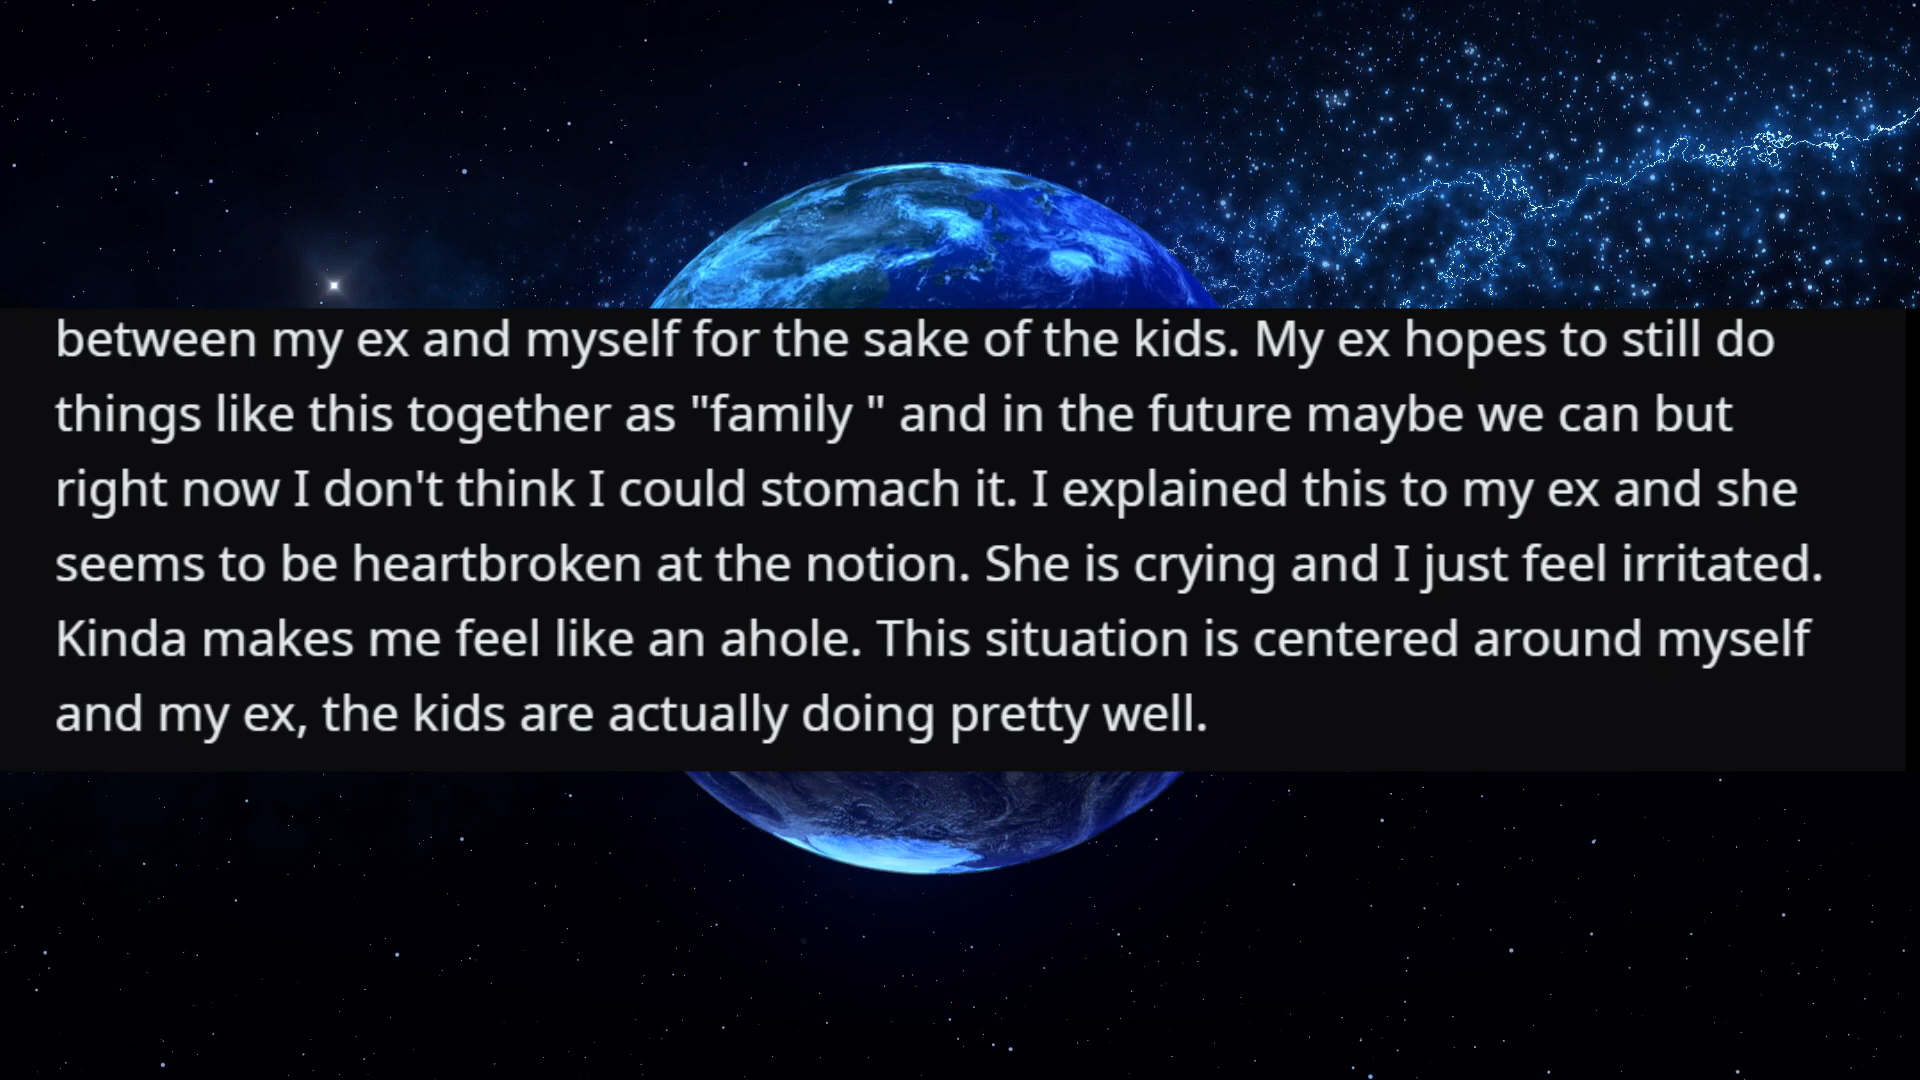 between my ex and myself for the sake of the kids. My ex hopes to still do
things like this together as "family " and in the future maybe we can but
right now I don't think I could stomach it. I explained this to my ex and she
seems to be heartbroken at the notion. She is crying and I just feel irritated.
Kinda makes me feel like an ahole. This situation is centered around myself
and my ex, the kids are actually doing pretty well.